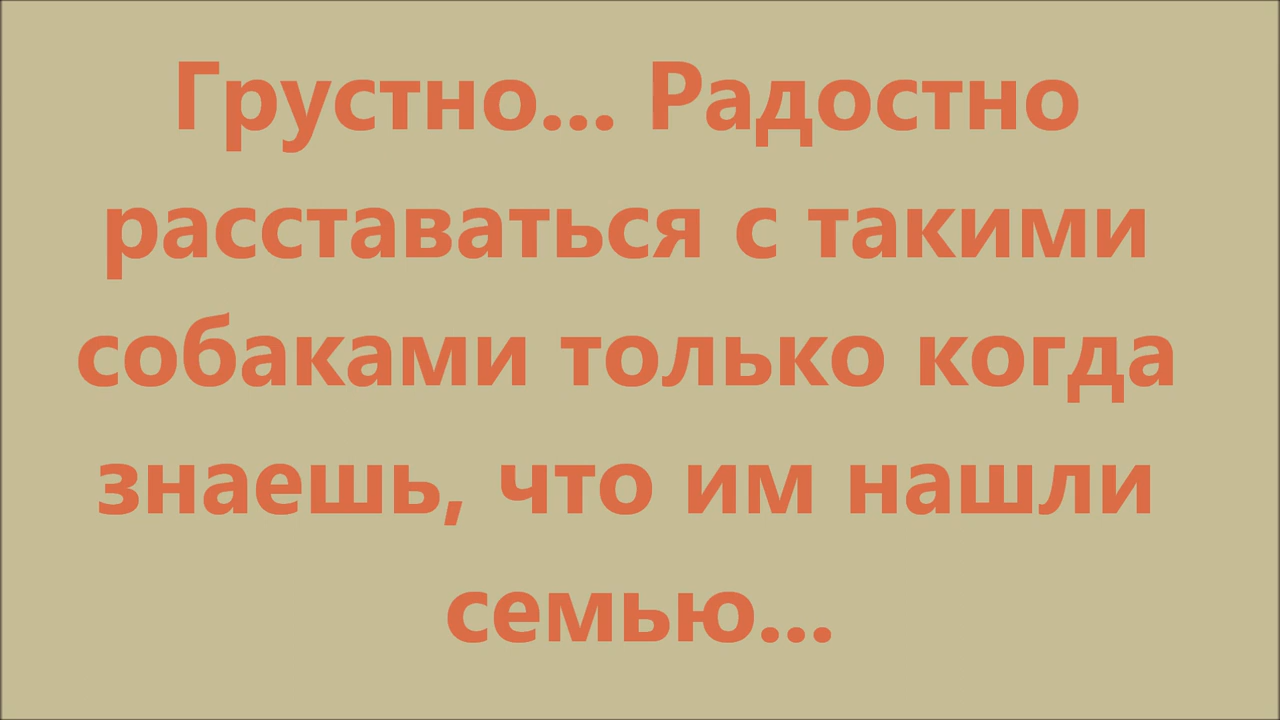 Грустно... Радостно
расставаться с такими
собаками только когда
знаешь, что им нашли
семью...